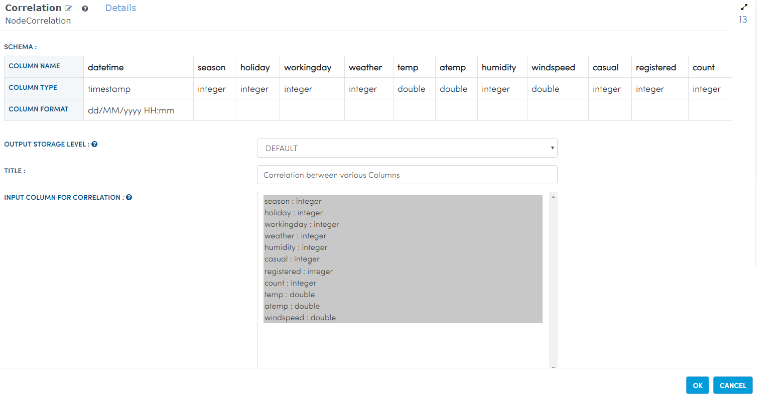 Correlation Details
NodeCorrelation
13
SCHEMA :
COLUMN NAME datetime season holiday workingday weather temp atemp humidity windspeed casual registered count
COLUMN TYPE timestamp integer integer integer integer double double integer double integer integer integer
COLUMN FORMAT dd/MM/yyyy HH:mm
OUTPUT STORAGE LEVEL : DEFAULT
TITLE : Correlation between various Columns
INPUT COLUMN FOR CORRELATION :
season : integer
holiday : integer
workingday : integer
weather : integer
humidity : integer
casual : integer
registered : integer
count : integer
temp : double
atemp : double
windspeed : double
OK CANCEL